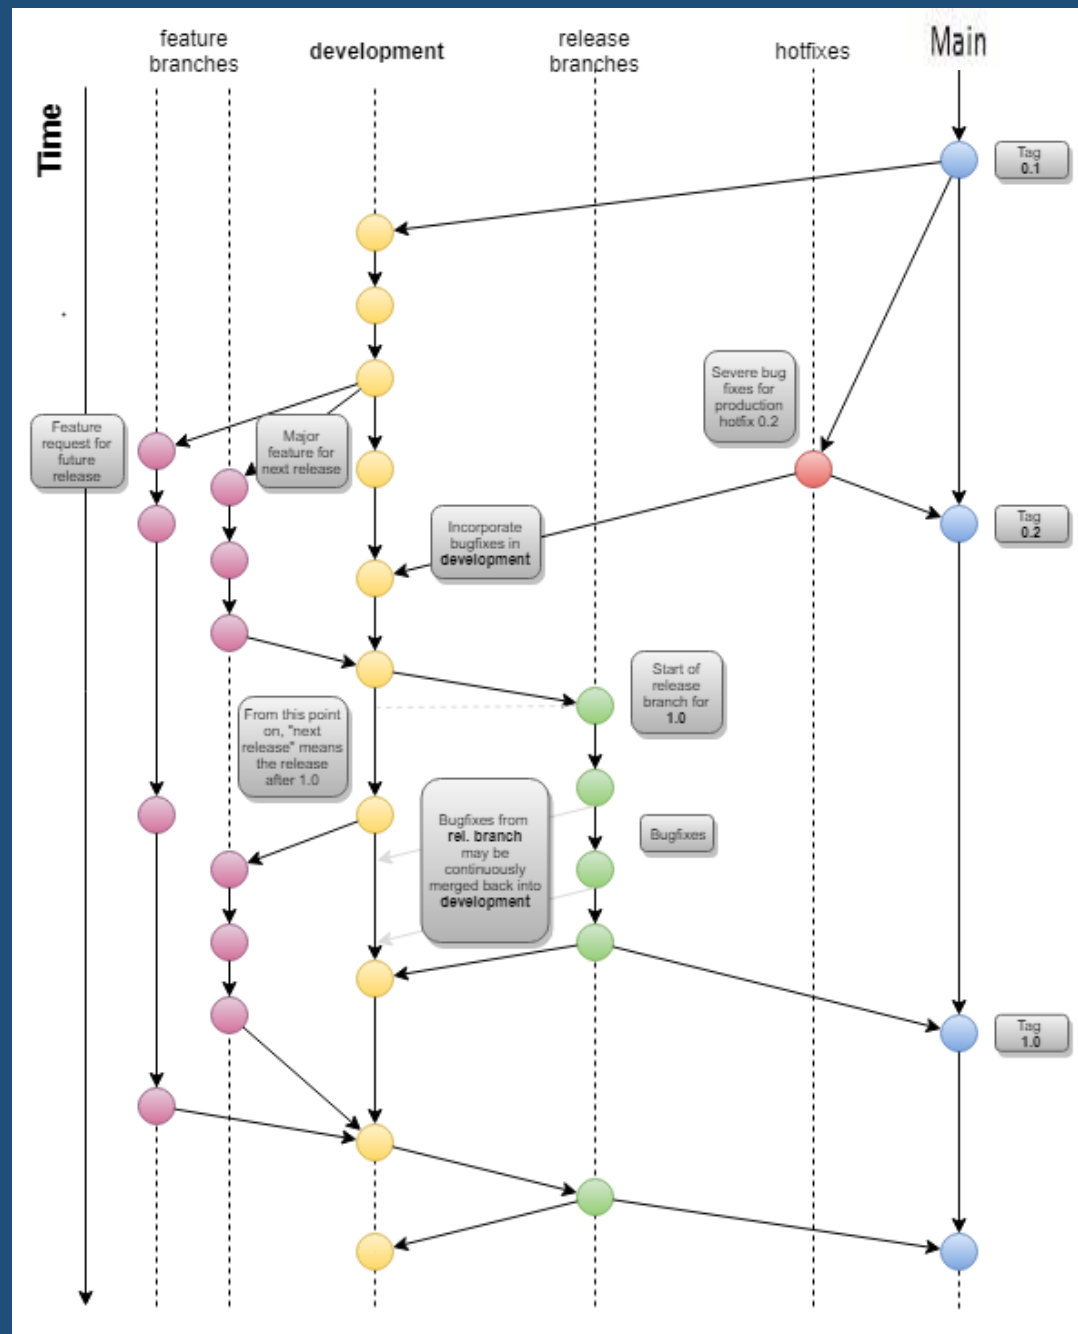 feature
branches
development
release
branches
hotfixes
Main
Time
Tag
0.1
Severe bug
fixes for
production
hotfix 0.2
Feature
request for
future
release
Major
feature for
next release
Incorporate
bugfixes in
development
Tag
0.2
Start of
release
branch for
1.0
From this point
on, "next
release" means
the release
after 1.0
Bugfixes from
rel. branch
may be
continuously
merged back into
development
Bugfixes
Tag
1.0